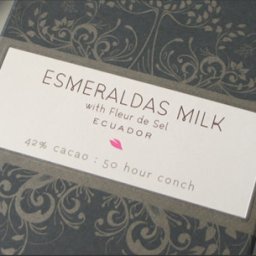 ESMERALDAS MILK
with Fleur de Sel
ECUADOR
42% cacao : 50 hour conch